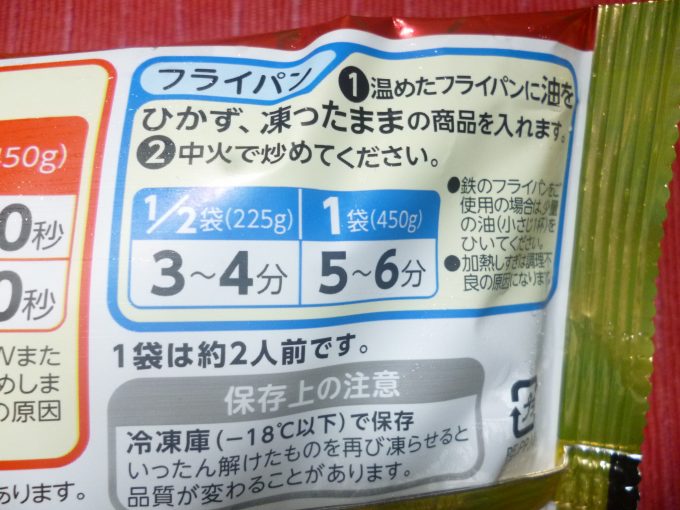 フライパン
❶温めたフライパンに油を
ひかず、凍ったままの商品を入れます。
❷中火で炒めてください。
1/2袋(225g)
1袋(450g)
3〜4分
5〜6分
●鉄のフライパンをご
使用の場合は、少量
の油(小さじ1杯)を
ひいてください。
●加熱しすぎは調理不
良の原因になります。
450g)
0秒
0秒
Wまた
めしま
の原因
あります。
1袋は約2人前です。
保存上の注意
冷凍庫(−18℃以下)で保存
いったん解けたものを再び凍らせると
品質が変わることがあります。